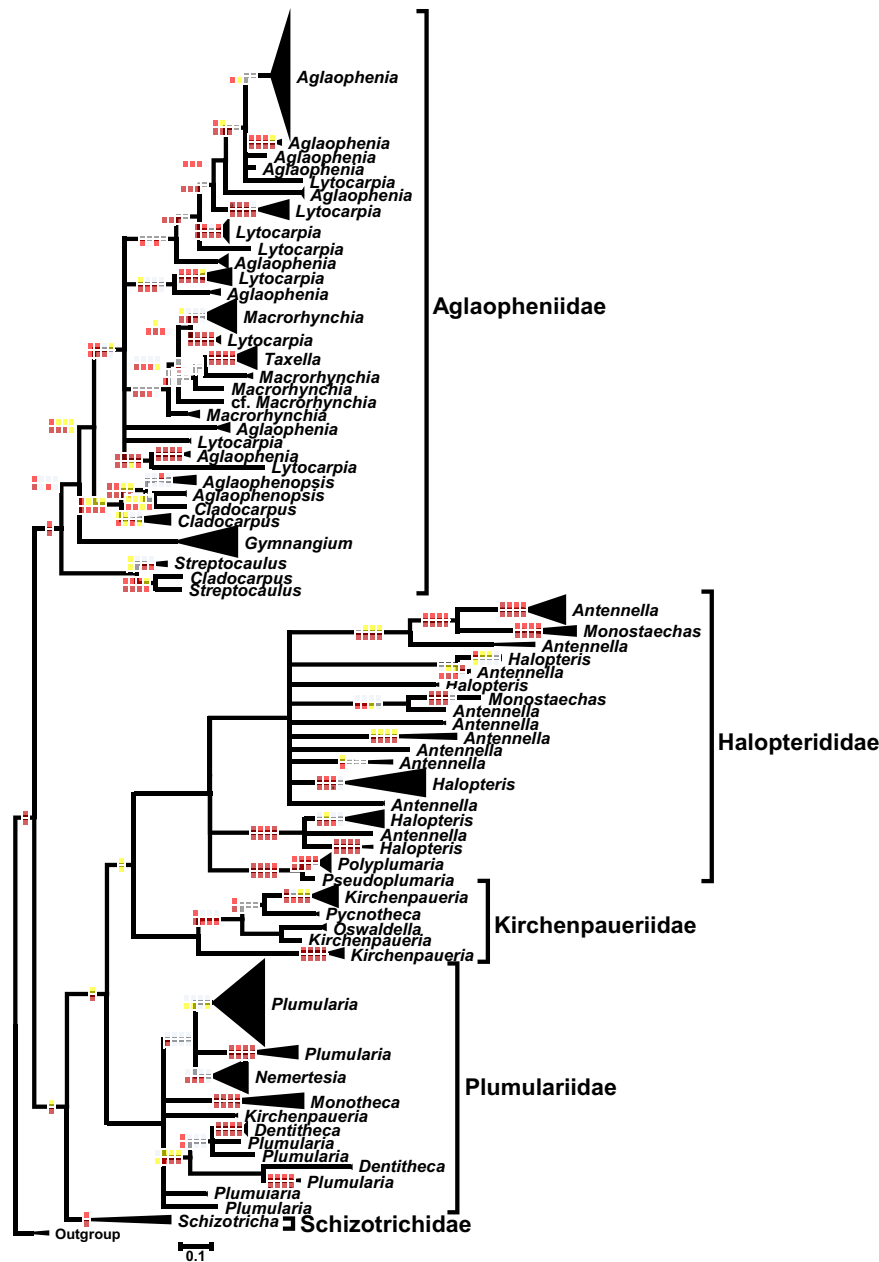 Aglaophenia
Aglaophenia
Aglaophenia
Aglaophenia
Lytocarpia
Aglaophenia
Lytocarpia
Lytocarpia
Lytocarpia
Aglaophenia
Lytocarpia
Aglaophenia
Aglaopheniidae
Macrorhynchia
Lytocarpia
Taxella
Macrorhynchia
Macrorhynchia
cf. Macrorhynchia
Macrorhynchia
Aglaophenia
Lytocarpia
Aglaophenia
Lytocarpia
Aglaophenopsis
Aglaophenopsis
Cladocarpus
Cladocarpus
Gymnangium
Streptocaulus
Cladocarpus
Streptocaulus
Antennella
Monostaechas
Antennella
Halopteris
Antennella
Halopteris
Monostaechas
Antennella
Antennella
Antennella
Halopterididae
Antennella
Antennella
Halopteris
Antennella
Halopteris
Antennella
Halopteris
Polyplumaria
Pseudoplumaria
Kirchenpaueria
Pycnotheca
Kirchenpaueriidae
Oswaldella
Kirchenpaueria
Kirchenpaueria
Plumularia
Plumularia
Nemertesia
Plumulariidae
Monotheca
Kirchenpaueria
Dentitheca
Plumularia
Plumularia
Dentitheca
Plumularia
Plumularia
Plumularia
Schizotricha
Schizotrichidae
Outgroup
0.1